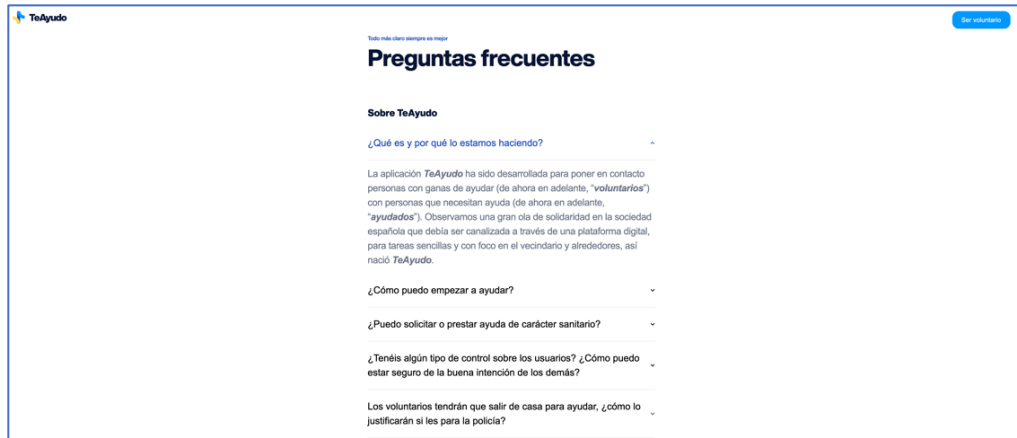 TeAyudo
Ser voluntario
Todo más claro siempre es mejor
Preguntas frecuentes
Sobre TeAyudo
¿Qué es y por qué lo estamos haciendo?
La aplicación TeAyudo ha sido desarrollada para poner en contacto
personas con ganas de ayudar (de ahora en adelante, “voluntarios”)
con personas que necesitan ayuda (de ahora en adelante,
“ayudados”). Observamos una gran ola de solidaridad en la sociedad
española que debía ser canalizada a través de una plataforma digital,
para tareas sencillas y con foco en el vecindario y alrededores, así
nació TeAyudo.
¿Cómo puedo empezar a ayudar?
¿Puedo solicitar o prestar ayuda de carácter sanitario?
¿Tenéis algún tipo de control sobre los usuarios? ¿Cómo puedo
estar seguro de la buena intención de los demás?
Los voluntarios tendrán que salir de casa para ayudar, ¿cómo lo
justificarán si les para la policía?